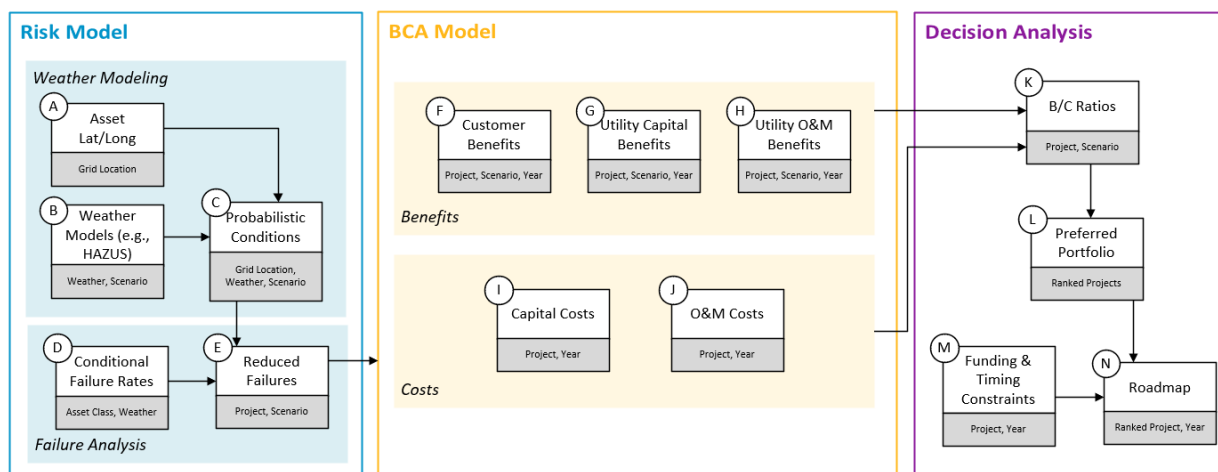 Risk Model
Weather Modeling
A
Asset
Lat/Long
Grid Location
B
Weather
Models (e.g.,
HAZUS)
Weather, Scenario
C
Probabilistic
Conditions
Grid Location,
Weather, Scenario
D
Conditional
Failure Rates
Asset Class, Weather
E
Reduced
Failures
Project, Scenario
Failure Analysis
BCA Model
F
Customer
Benefits
Project, Scenario, Year
G
Utility Capital
Benefits
Project, Scenario, Year
H
Utility O&M
Benefits
Project, Scenario, Year
Benefits
I
Capital Costs
Project, Year
J
O&M Costs
Project, Year
Costs
Decision Analysis
K
B/C Ratios
Project, Scenario
L
Preferred
Portfolio
Ranked Projects
M
Funding &
Timing
Constraints
Project, Year
N
Roadmap
Ranked Project, Year